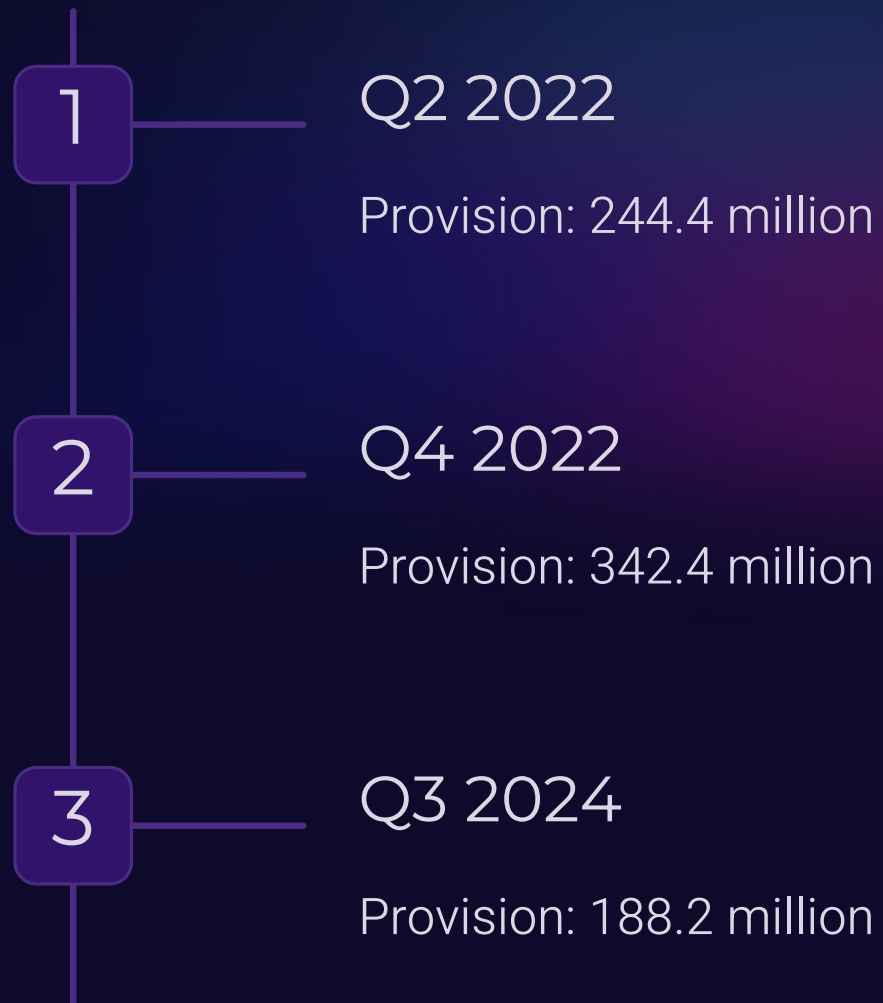 1
Q2 2022
Provision: 244.4 million
2
Q4 2022
Provision: 342.4 million
3
Q3 2024
Provision: 188.2 million